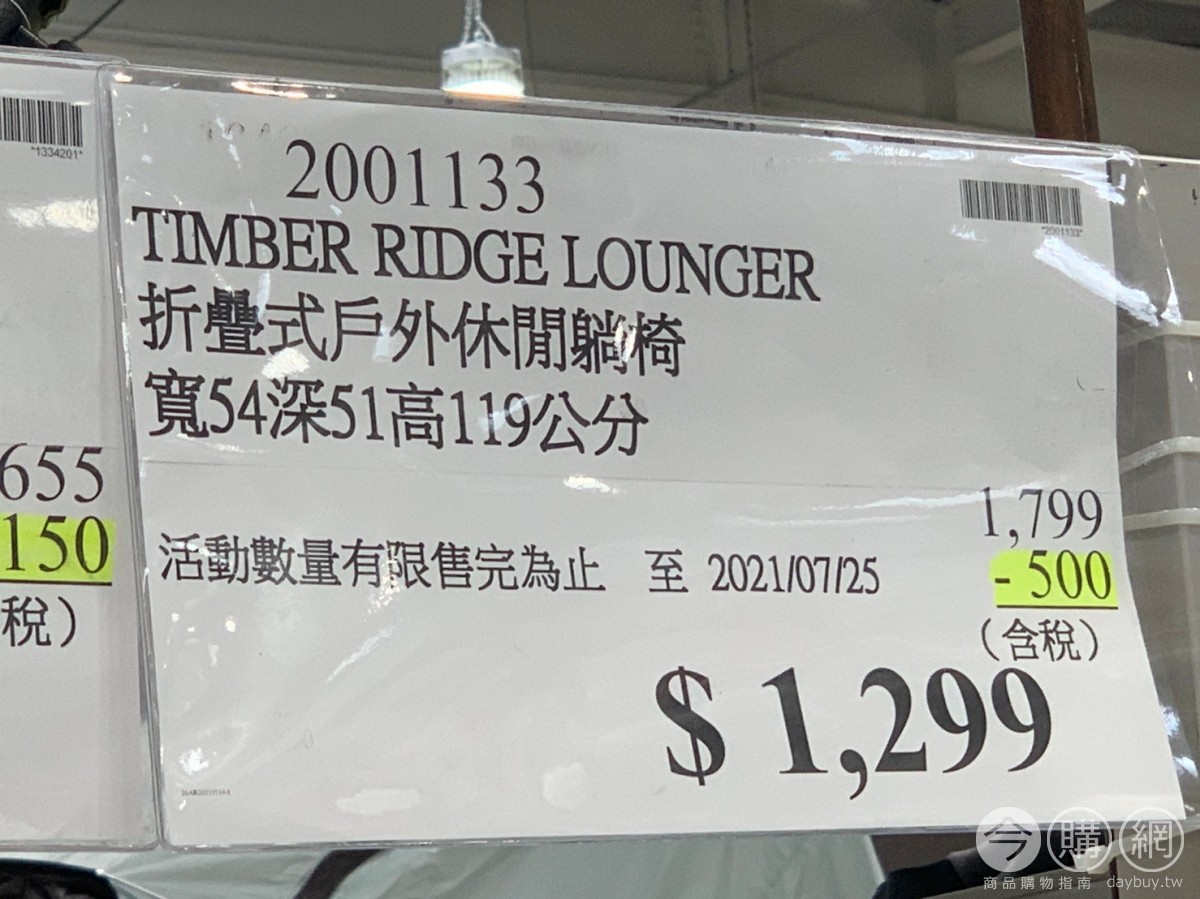 "1334201"
655
150
稅）
2001133
"2001133"
TIMBER RIDGE LOUNGER
折疊式戶外休閒躺椅
寬54深51高119公分
1,799
活動數量有限售完為止 至 2021/07/25
- 500
（含稅）
$ 1,299
今購網
商品購物指南 daybuy.tw